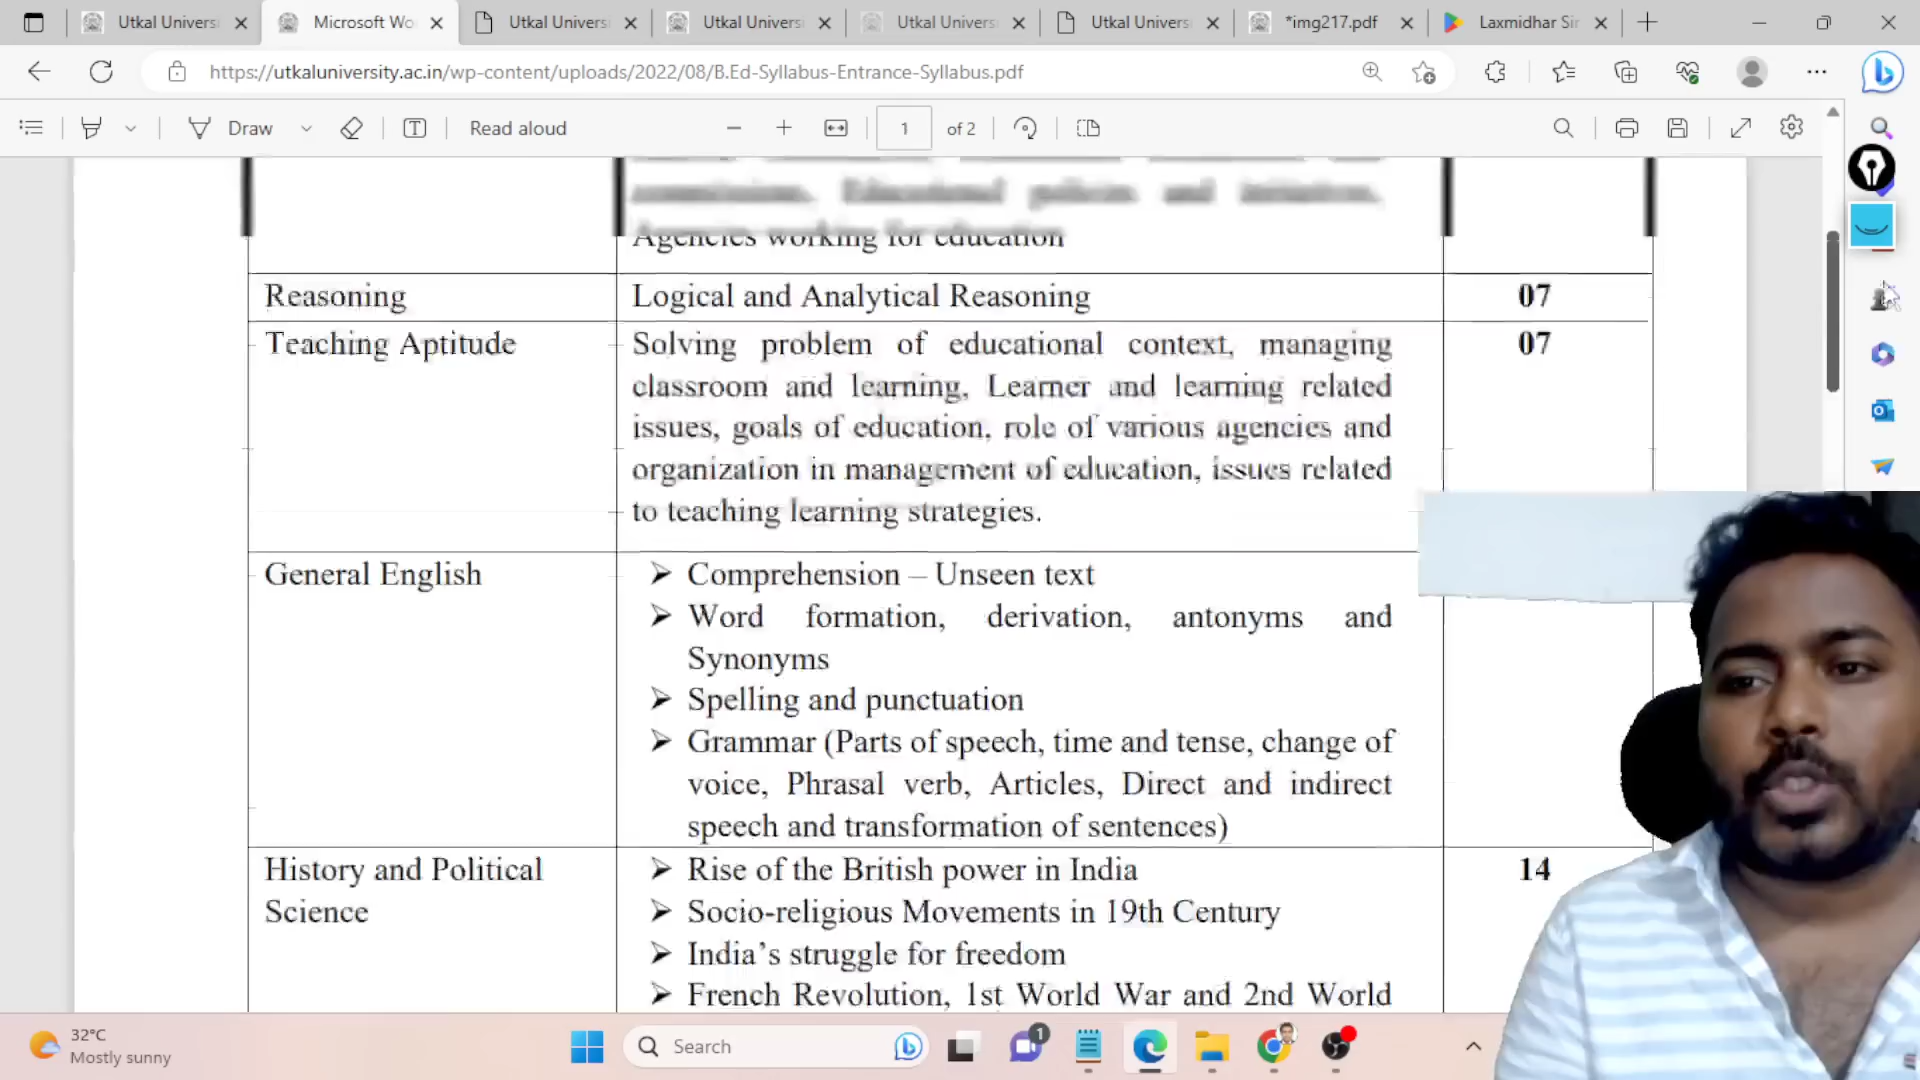 Utkal Univers
Microsoft Wo
Utkal Univers
Utkal Univers
Utkal Univers
Utkal Univers
*img217.pdf
Laxmidhar Sir
https://utkaluniversity.ac.in/wp-content/uploads/2022/08/B.Ed-Syllabus-Entrance-Syllabus.pdf
Draw
Read aloud
1
of 2
commissions, Educational policies and initiatives,
Agencies working for education
Reasoning
Logical and Analytical Reasoning
07
Teaching Aptitude
Solving problem of educational context, managing
07
classroom and learning, Learner and learning related
issues, goals of education, role of various agencies and
organization in management of education, issues related
to teaching learning strategies.
General English
➢ Comprehension – Unseen text
➢ Word formation, derivation, antonyms and
Synonyms
➢ Spelling and punctuation
➢ Grammar (Parts of speech, time and tense, change of
voice, Phrasal verb, Articles, Direct and indirect
speech and transformation of sentences)
History and Political
Science
➢ Rise of the British power in India
14
➢ Socio-religious Movements in 19th Century
➢ India's struggle for freedom
➢ French Revolution, 1st World War and 2nd World
32°C
Mostly sunny
Search
1